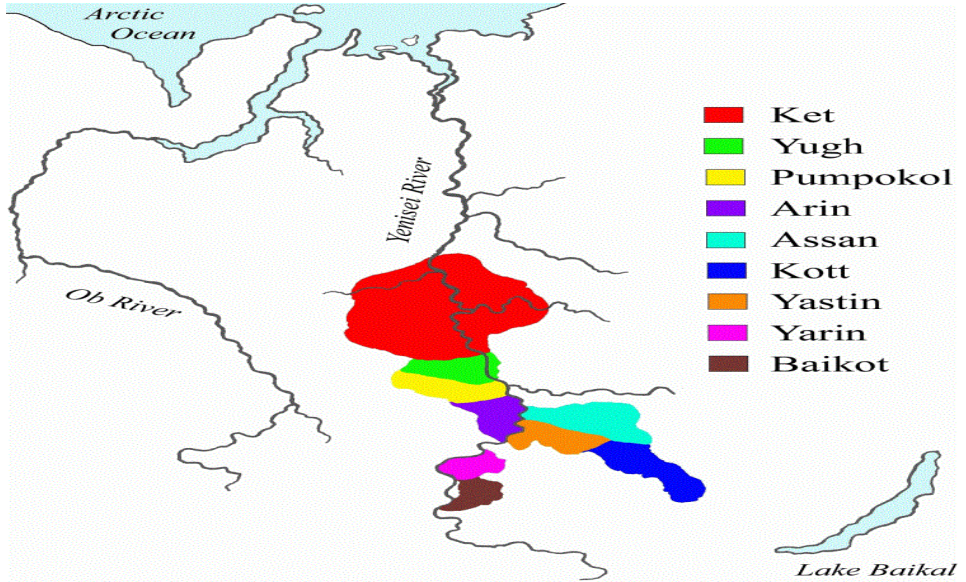 Arctic
Ocean
Yenisei River
Ob River
Ket
Yugh
Pumpokol
Arin
Assan
Kott
Yastin
Yarin
Baikot
Lake Baikal